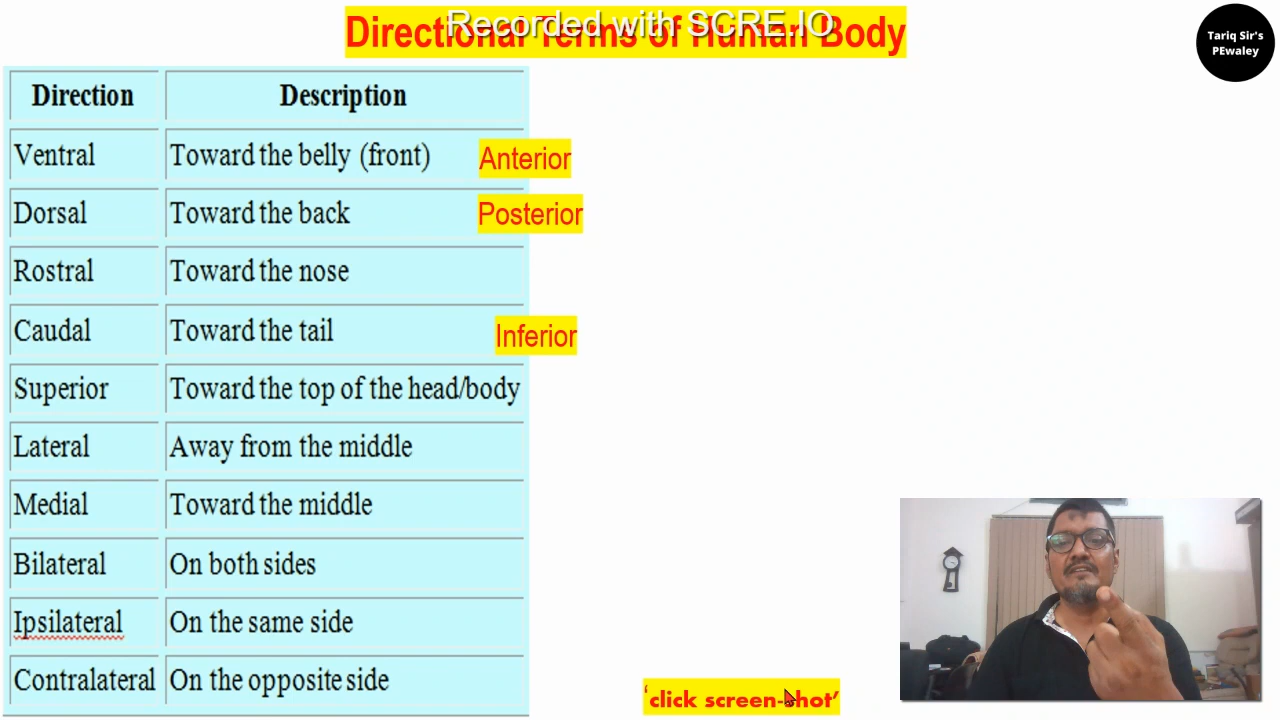 Recorded with SCRE.IO
Directional Terms of Human Body
Tariq Sir's
PEwaley
Direction Description
Ventral Toward the belly (front) Anterior
Dorsal Toward the back Posterior
Rostral Toward the nose
Caudal Toward the tail Inferior
Superior Toward the top of the head/body
Lateral Away from the middle
Medial Toward the middle
Bilateral On both sides
Ipsilateral On the same side
Contralateral On the opposite side
‘click screen-shot’